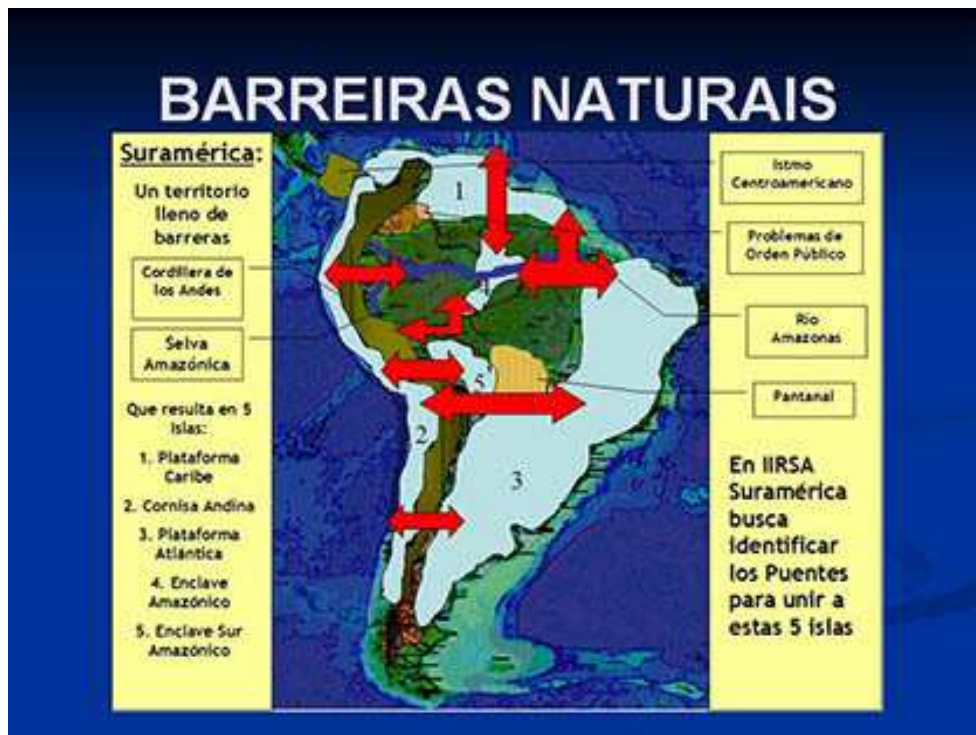 BARREIRAS NATURAIS
Suramérica:
Un territorio
lleno de
barreras
Cordillera de
los Andes
Selva
Amazónica
Que resulta en 5
Islas:
1. Plataforma
Caribe
2. Cornisa Andina
3. Plataforma
Atlántica
4. Enclave
Amazónico
5. Enclave Sur
Amazónico
1
4
5
2
3
Istmo
Centroamericano
Problemas de
Orden Público
Río
Amazonas
Pantanal
En IIRSA
Suramérica
busca
identificar
los Puentes
para unir a
estas 5 islas